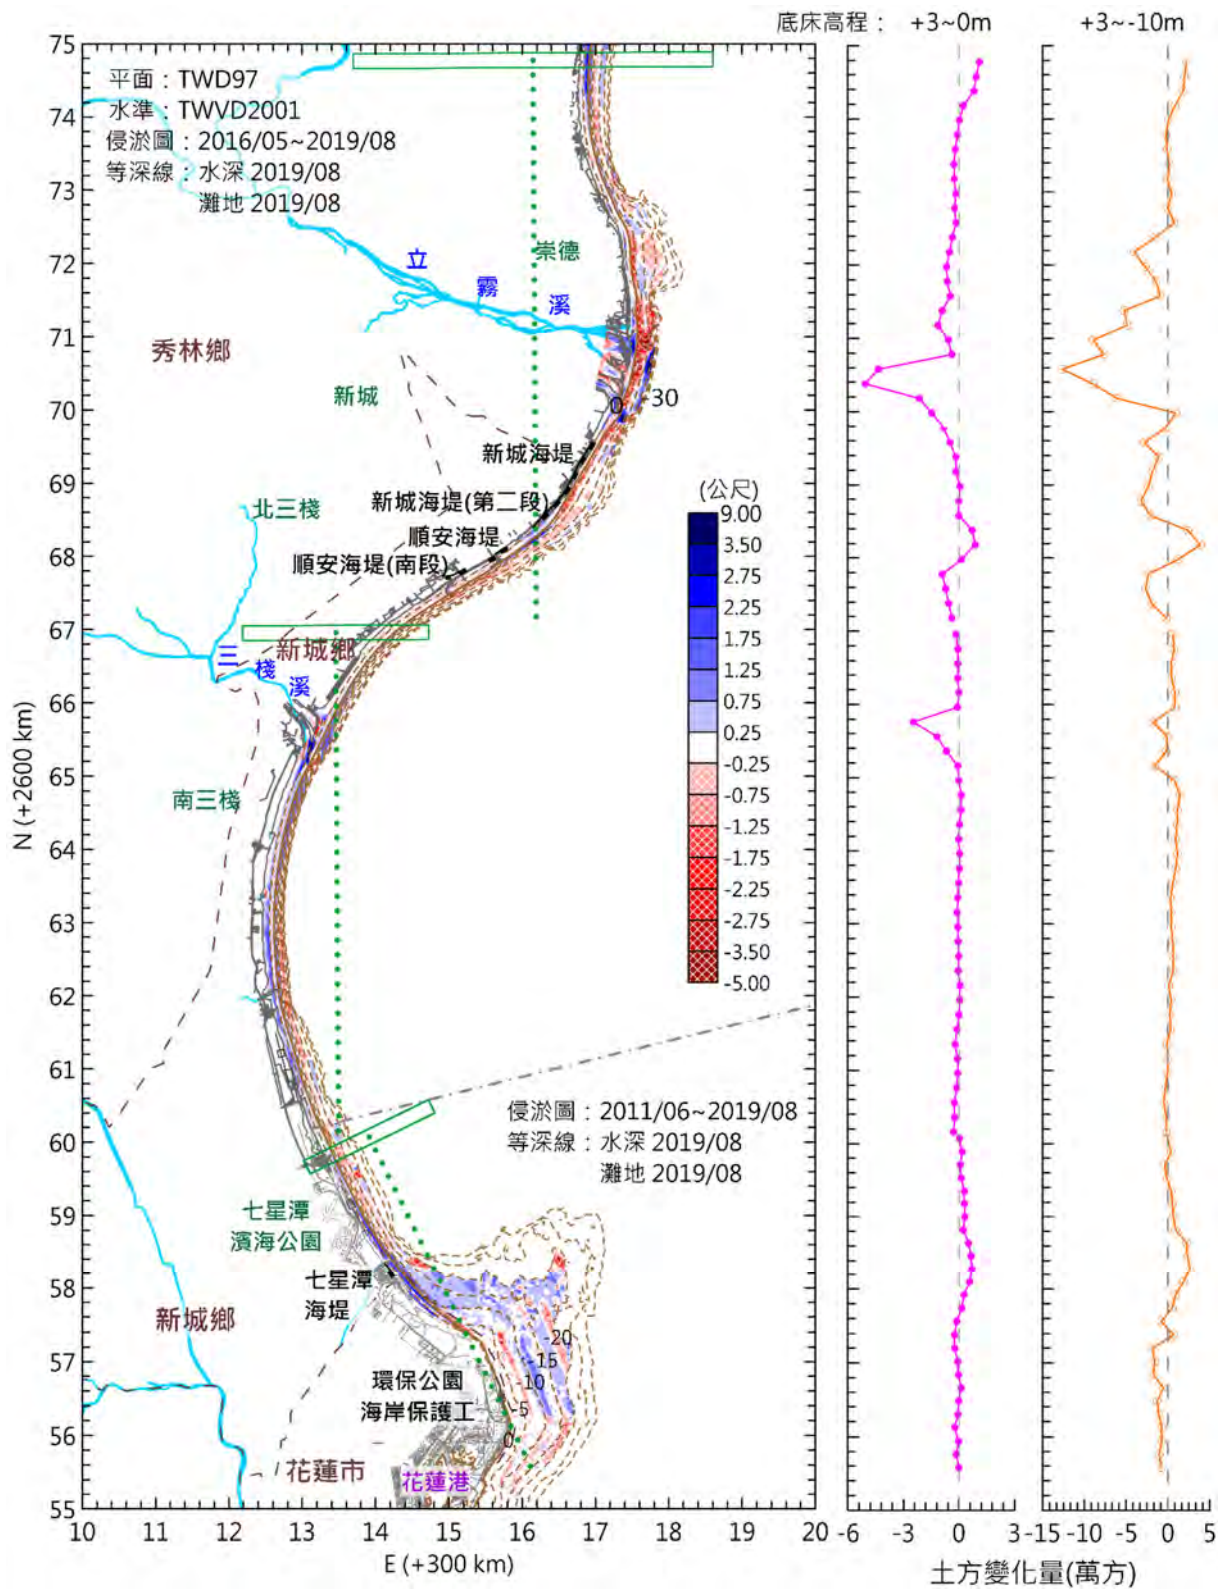 底床高程： +3~0m +3~-10m
平面：TWD97
水準：TWVD2001
侵淤圖：2016/05~2019/08
等深線：水深 2019/08
灘地 2019/08
崇德
立霧溪
秀林鄉
新城
0
-30
新城海堤
新城海堤(第二段)
北三棧
順安海堤
順安海堤(南段)
新城鄉
三棧溪
南三棧
(公尺)
9.00
3.50
2.75
2.25
1.75
1.25
0.75
0.25
-0.25
-0.75
-1.25
-1.75
-2.25
-2.75
-3.50
-5.00
侵淤圖：2011/06~2019/08
等深線：水深 2019/08
灘地 2019/08
七星潭
濱海公園
七星潭
海堤
新城鄉
-20
-15
-10
-5
0
環保公園
海岸保護工
花蓮市
花蓮港
N (+2600 km)
75
74
73
72
71
70
69
68
67
66
65
64
63
62
61
60
59
58
57
56
55
10 11 12 13 14 15 16 17 18 19 20
E (+300 km)
-6 -3 0 3
-15 -10 -5 0 5
土方變化量(萬方)